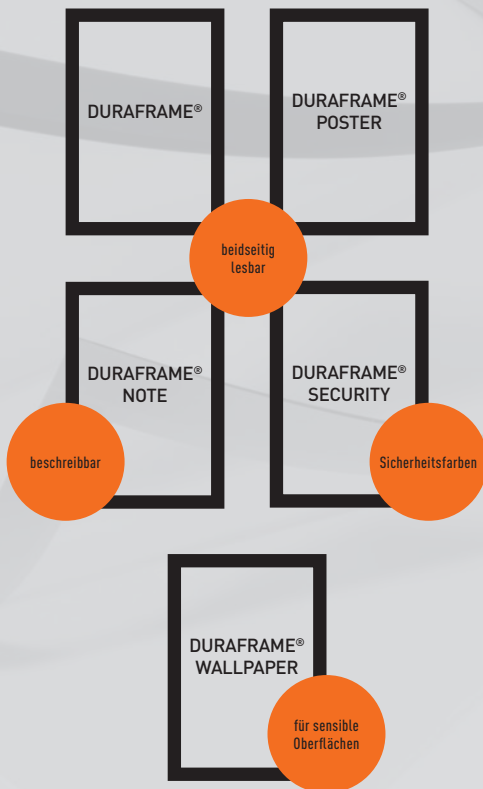 DURAFRAME®
DURAFRAME®
POSTER
beidseitig
lesbar
DURAFRAME®
NOTE
DURAFRAME®
SECURITY
beschreibbar
Sicherheitsfarben
DURAFRAME®
WALLPAPER
für sensible
Oberflächen